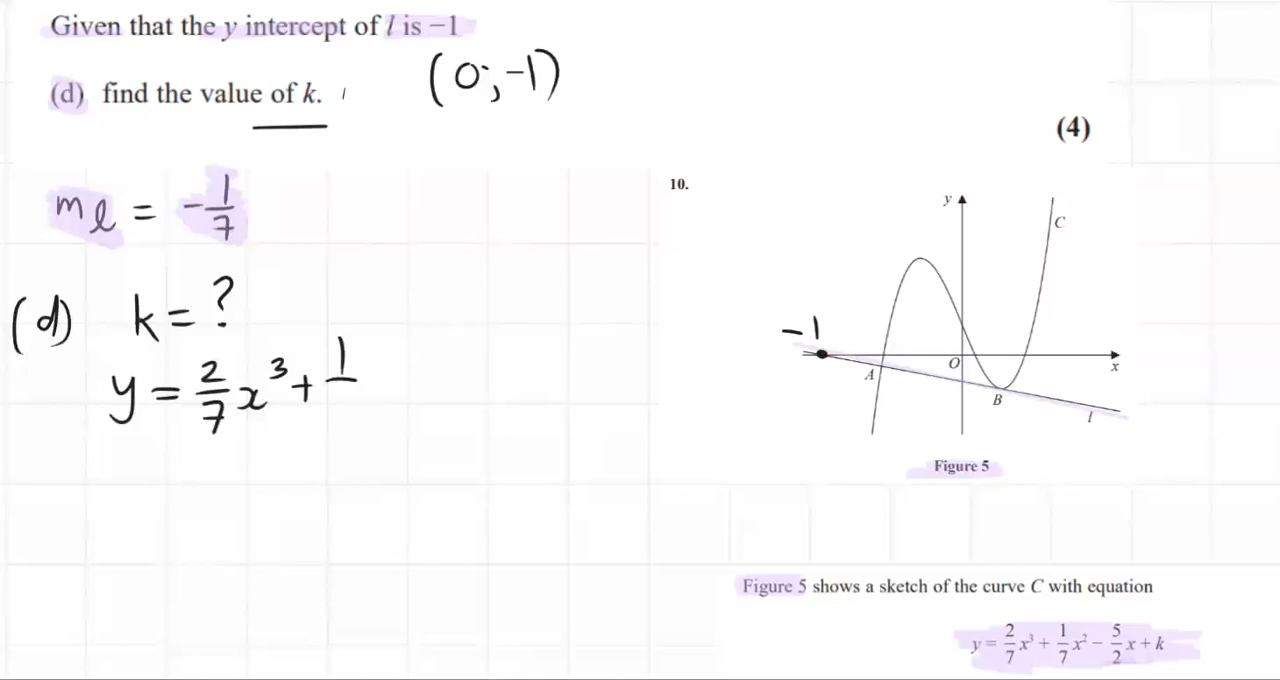 Given that the y intercept of l is −1
(0;-1)
(d) find the value of k.
(4)
m l = -1/7
(d) k = ?
y = 2/7 x³ + 1
10.
y
C
-1
A
O
x
B
l
Figure 5
Figure 5 shows a sketch of the curve C with equation
y = 2/7 x³ + 1/7 x² − 5/2 x + k